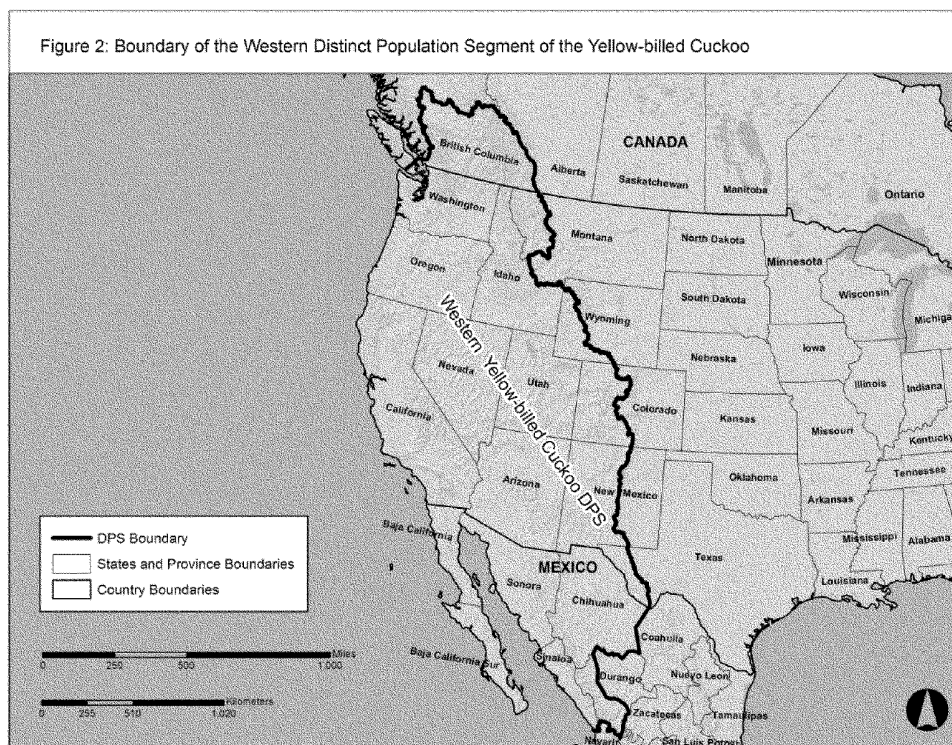 Figure 2: Boundary of the Western Distinct Population Segment of the Yellow-billed Cuckoo
British Columbia
CANADA
Alberta
Saskatchewan
Manitoba
Ontario
Washington
Montana
North Dakota
Minnesota
Oregon
Idaho
Wisconsin
South Dakota
Michiga
Wyoming
Western Yellow-billed Cuckoo DPS
Nebraska
Iowa
Nevada
Utah
Illinois
Indiana
California
Colorado
Kansas
Missouri
Kentucky
Arizona
New Mexico
Oklahoma
Tennessee
Arkansas
Baja California
Mississippi
Alabama
Texas
MEXICO
Louisiana
Sonora
Chihuahua
Coahuila
Baja California Sur
Sinaloa
Durango
Nuevo Leon
Zacatecas
Tamaulipas
San Luis Potosi
DPS Boundary
States and Province Boundaries
Country Boundaries
Miles
0 250 500 1,000
Kilometers
0 255 510 1,020